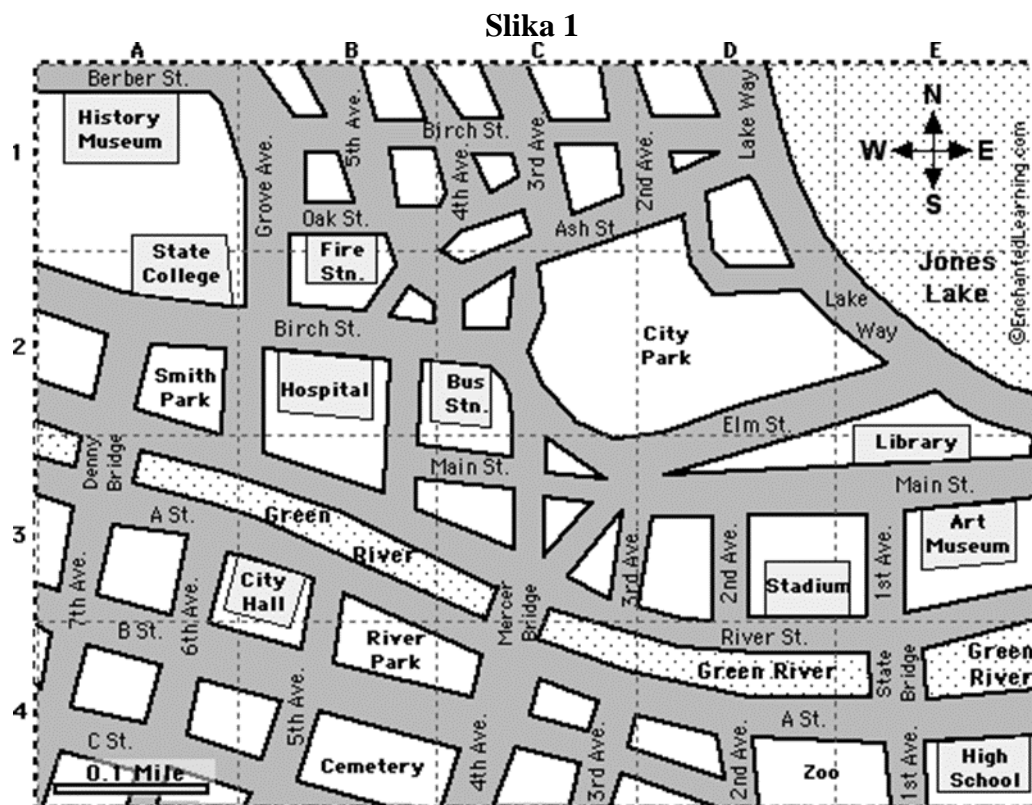 Slika 1
A B C D E
Berber St.
History
Museum
5th Ave.
Birch St.
Lake Way
N
W E
S
1
4th Ave.
3rd Ave.
2nd Ave.
Grove Ave.
Oak St.
Ash St.
State
College
Fire
Stn.
Jones
Lake
©EnchantedLearning.com
Lake
Way
Birch St.
City
Park
2
Smith
Park
Hospital
Bus
Stn.
Elm St.
Library
Denny
Bridge
Main St.
Main St.
A St.
Green
River
Art
Museum
3
7th Ave.
6th Ave.
City
Hall
Mercer
Bridge
3rd Ave.
2nd Ave.
Stadium
1st Ave.
B St.
River
Park
River St.
Green River
State
Bridge
Green
River
4
5th Ave.
A St.
C St.
0.1 Mile
Cemetery
4th Ave.
3rd Ave.
2nd Ave.
Zoo
1st Ave.
High
School